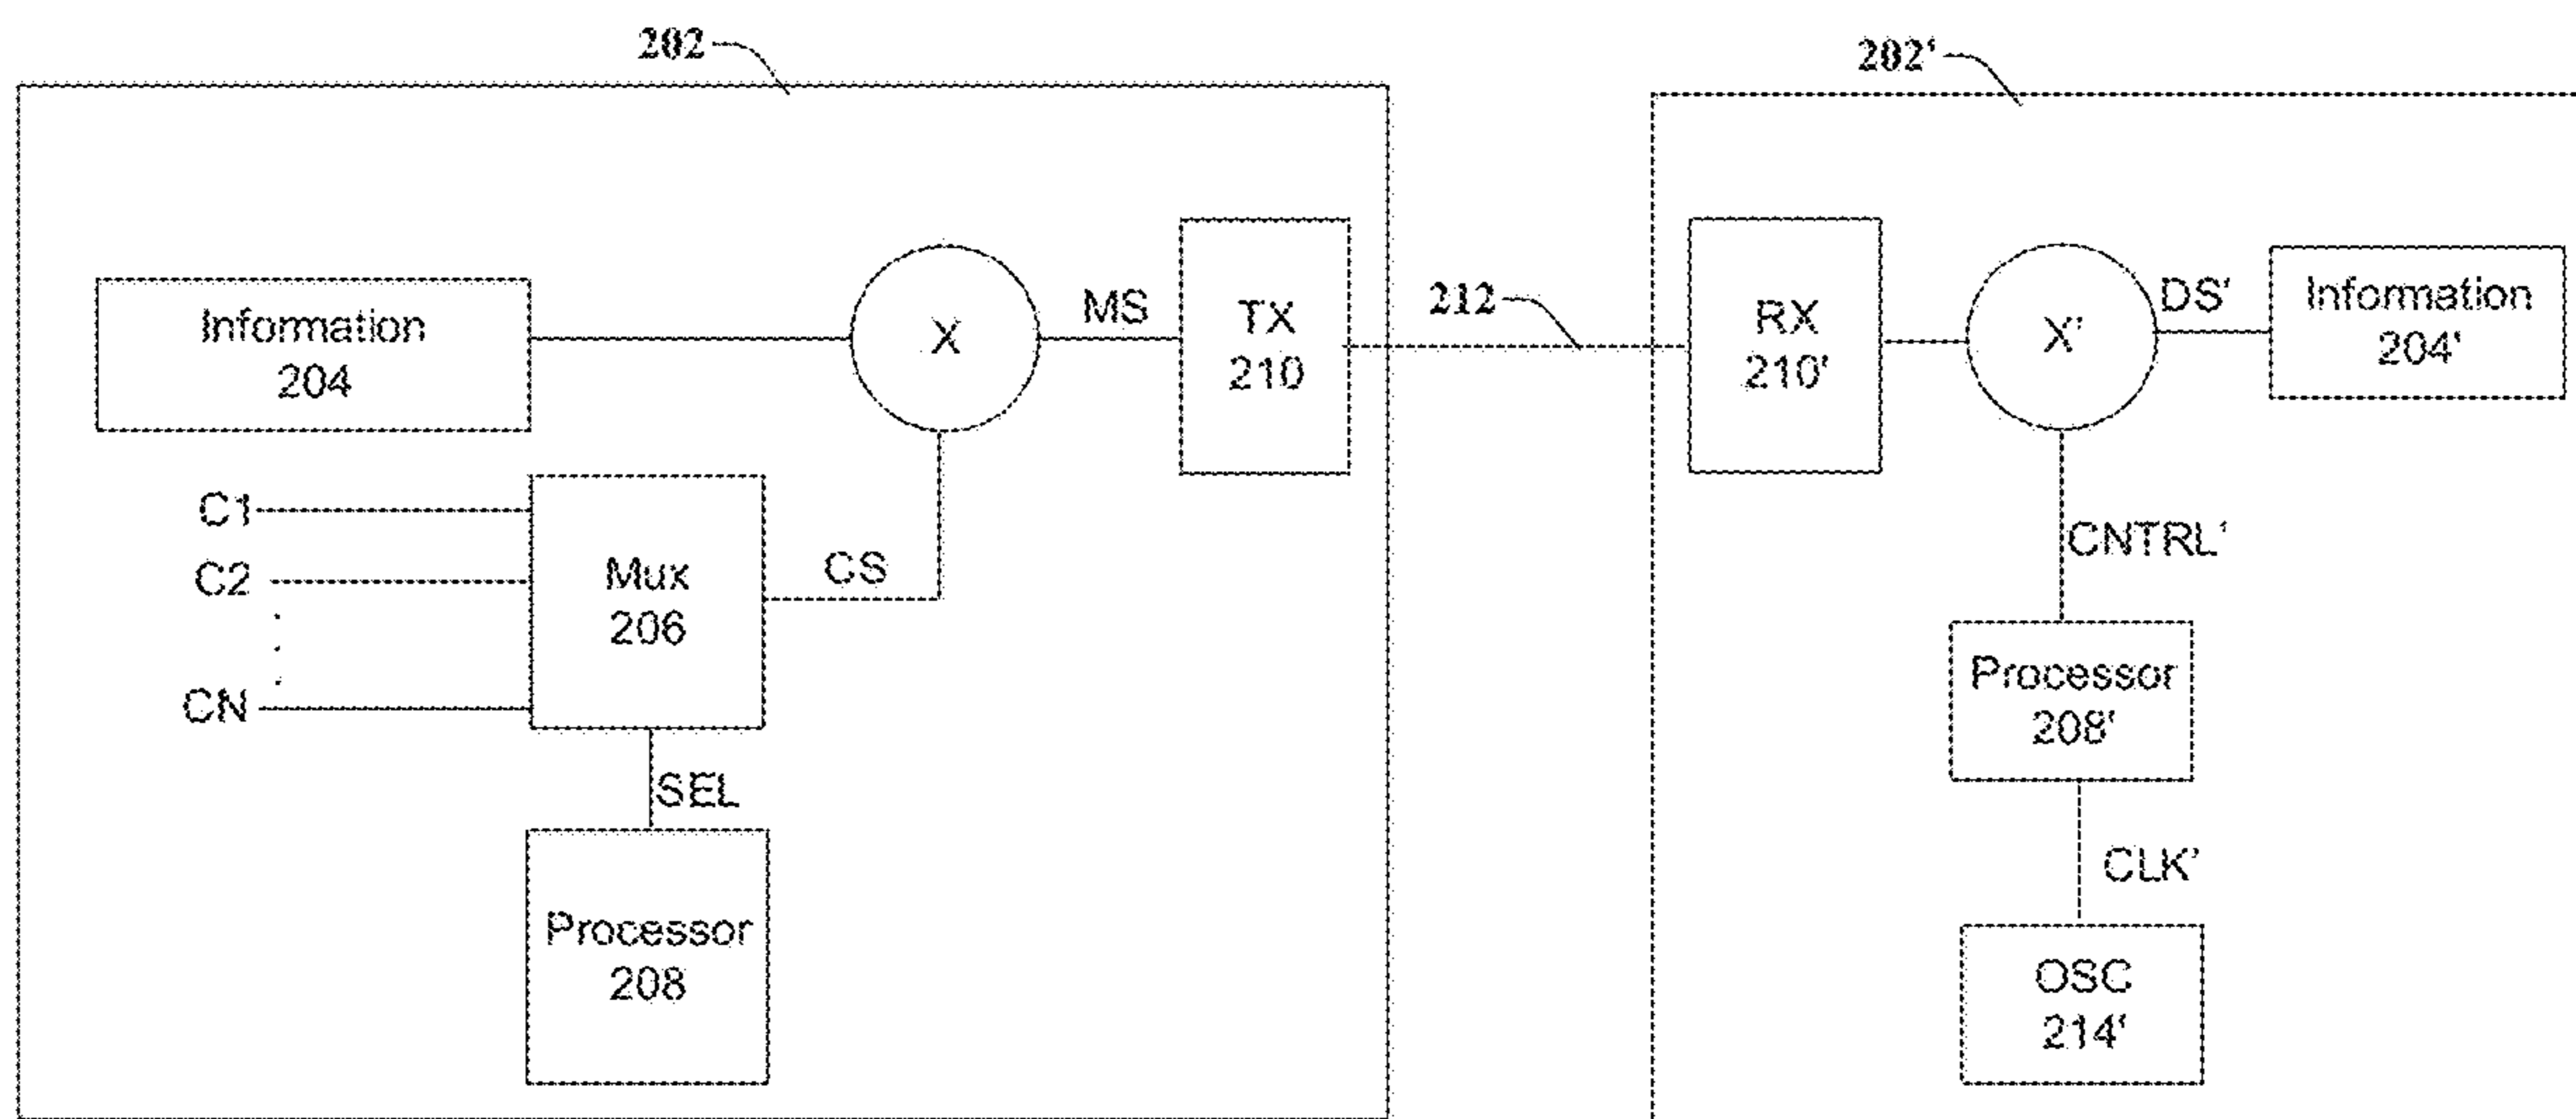 202
202'
Information
204
X
MS
TX
210
212
RX
210'
X'
DS'
Information
204'
C1
C2
CN
Mux
206
CS
SEL
Processor
208
CNTRL'
Processor
208'
CLK'
OSC
214'